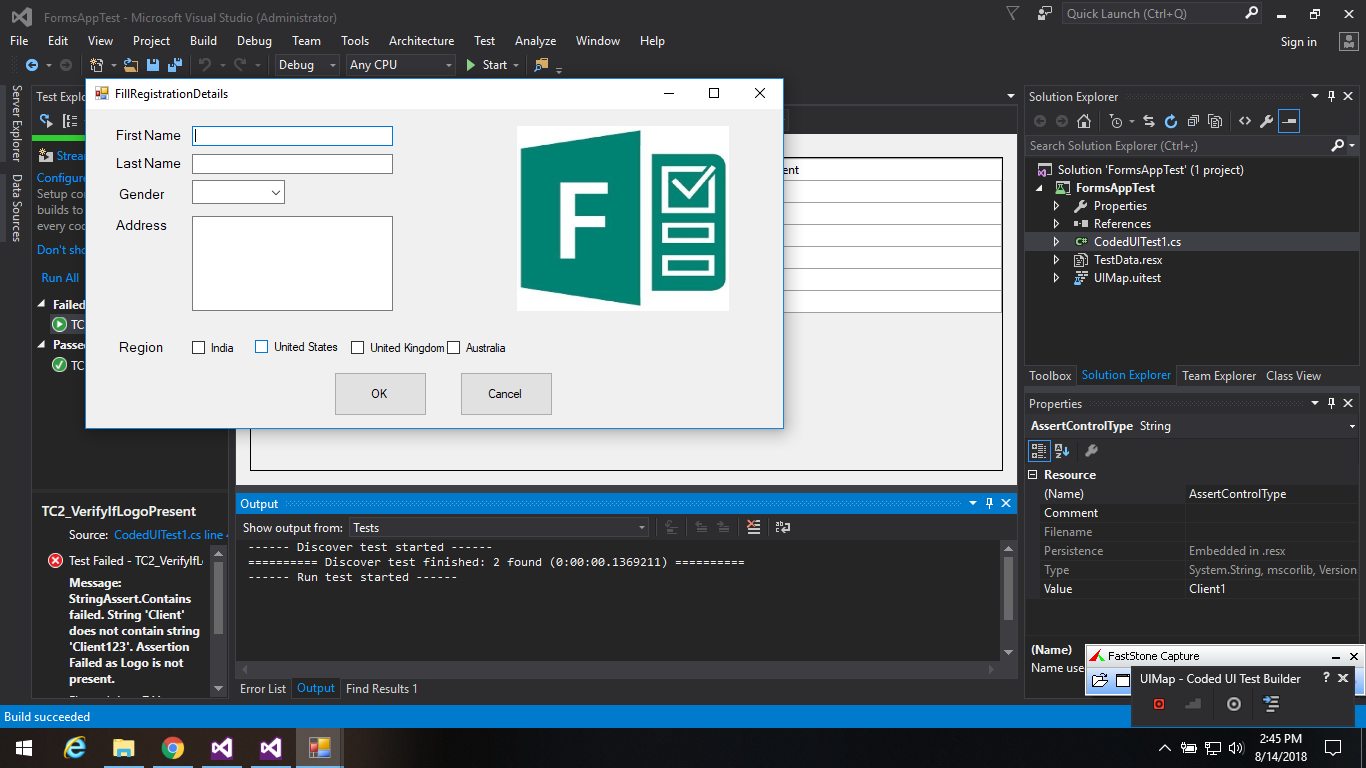 FormsAppTest - Microsoft Visual Studio (Administrator)
Quick Launch (Ctrl+Q)
File Edit View Project Build Debug Team Tools Architecture Test Analyze Window Help
Sign in
Debug Any CPU Start
Server Explorer
Data Sources
Test Explo
Strean
Configure
Setup con
builds to
every cod
Don't sho
Run All
Failed
TC
Passe
TC
FillRegistrationDetails
First Name
Last Name
Gender
Address
F
Region India United States United Kingdom Australia
OK Cancel
ent
TC2_VerifyIfLogoPresent
Source: CodedUITest1.cs line 4
Test Failed - TC2_VerifyIfL
Message:
StringAssert.Contains
failed. String 'Client'
does not contain string
'Client123'. Assertion
Failed as Logo is not
present.
Output
Show output from: Tests
------ Discover test started ------
========== Discover test finished: 2 found (0:00:00.1369211) ==========
------ Run test started ------
Error List Output Find Results 1
Solution Explorer
Search Solution Explorer (Ctrl+;)
Solution 'FormsAppTest' (1 project)
FormsAppTest
Properties
References
C# CodedUITest1.cs
TestData.resx
UIMap.uitest
Toolbox Solution Explorer Team Explorer Class View
Properties
AssertControlType String
Resource
(Name) AssertControlType
Comment
Filename
Persistence Embedded in .resx
Type System.String, mscorlib, Version
Value Client1
(Name)
Name use
FastStone Capture
UIMap - Coded UI Test Builder ?
Build succeeded
2:45 PM
8/14/2018